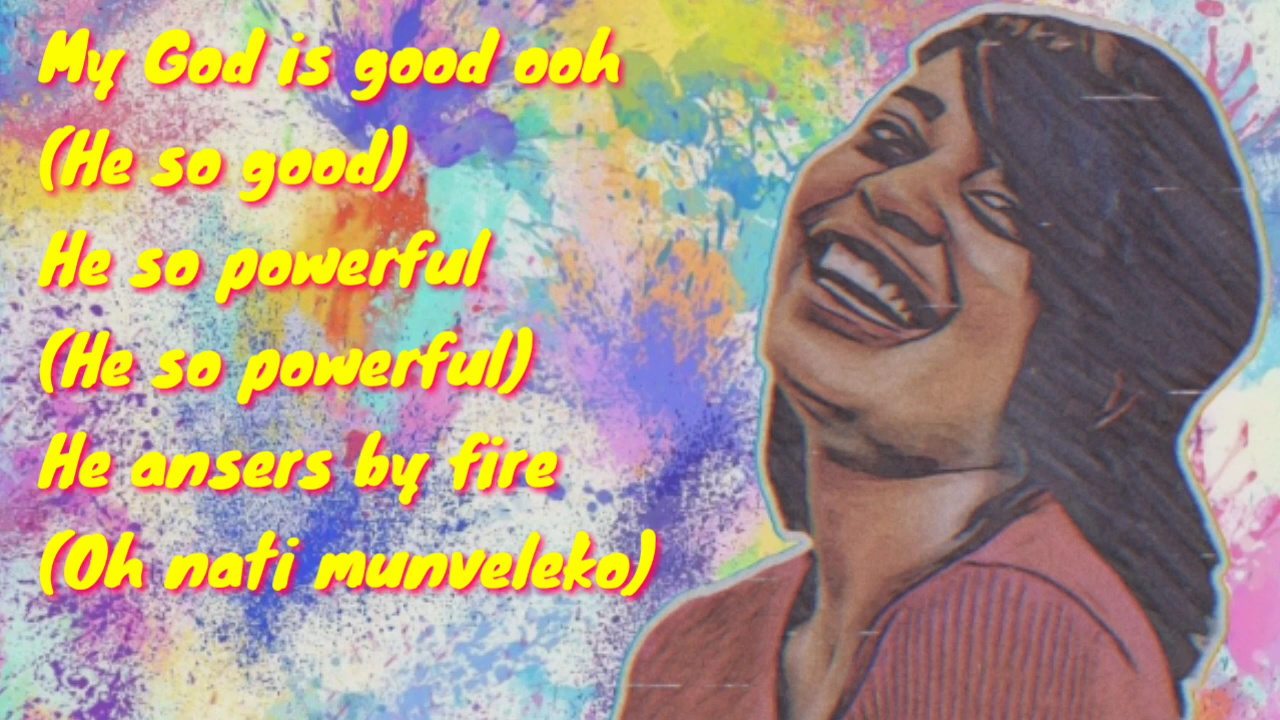 My God is good ooh
(He so good)
He so powerful
(He so powerful)
He ansers by fire
(Oh nati munveleko)